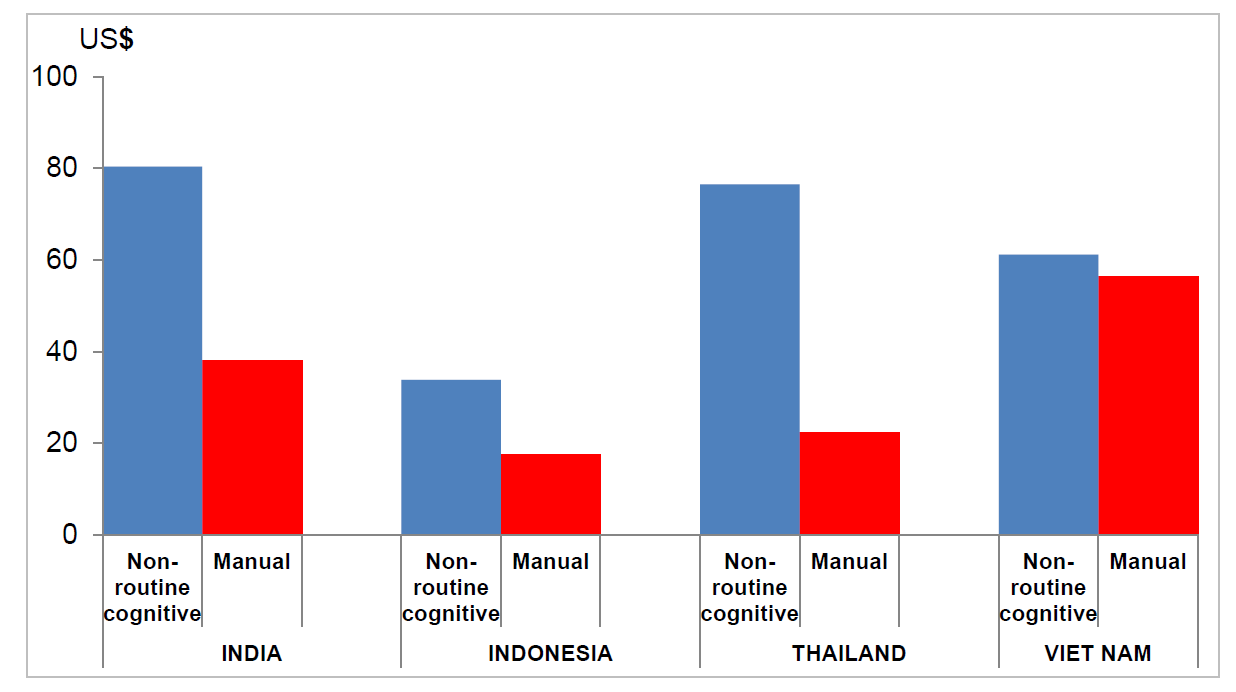 US$
100
80
60
40
20
0
Non-
routine
cognitive
Manual
Non-
routine
cognitive
Manual
Non-
routine
cognitive
Manual
Non-
routine
cognitive
Manual
INDIA
INDONESIA
THAILAND
VIET NAM